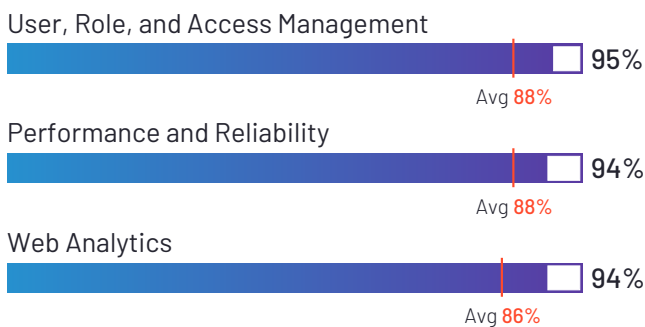 User, Role, and Access Management
95%
Avg 88%
Performance and Reliability
94%
Avg 88%
Web Analytics
94%
Avg 86%